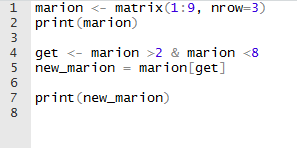 1 marion <- matrix(1:9, nrow=3)
2 print(marion)
3
4 get <- marion >2 & marion <8
5 new_marion = marion[get]
6
7 print(new_marion)
8